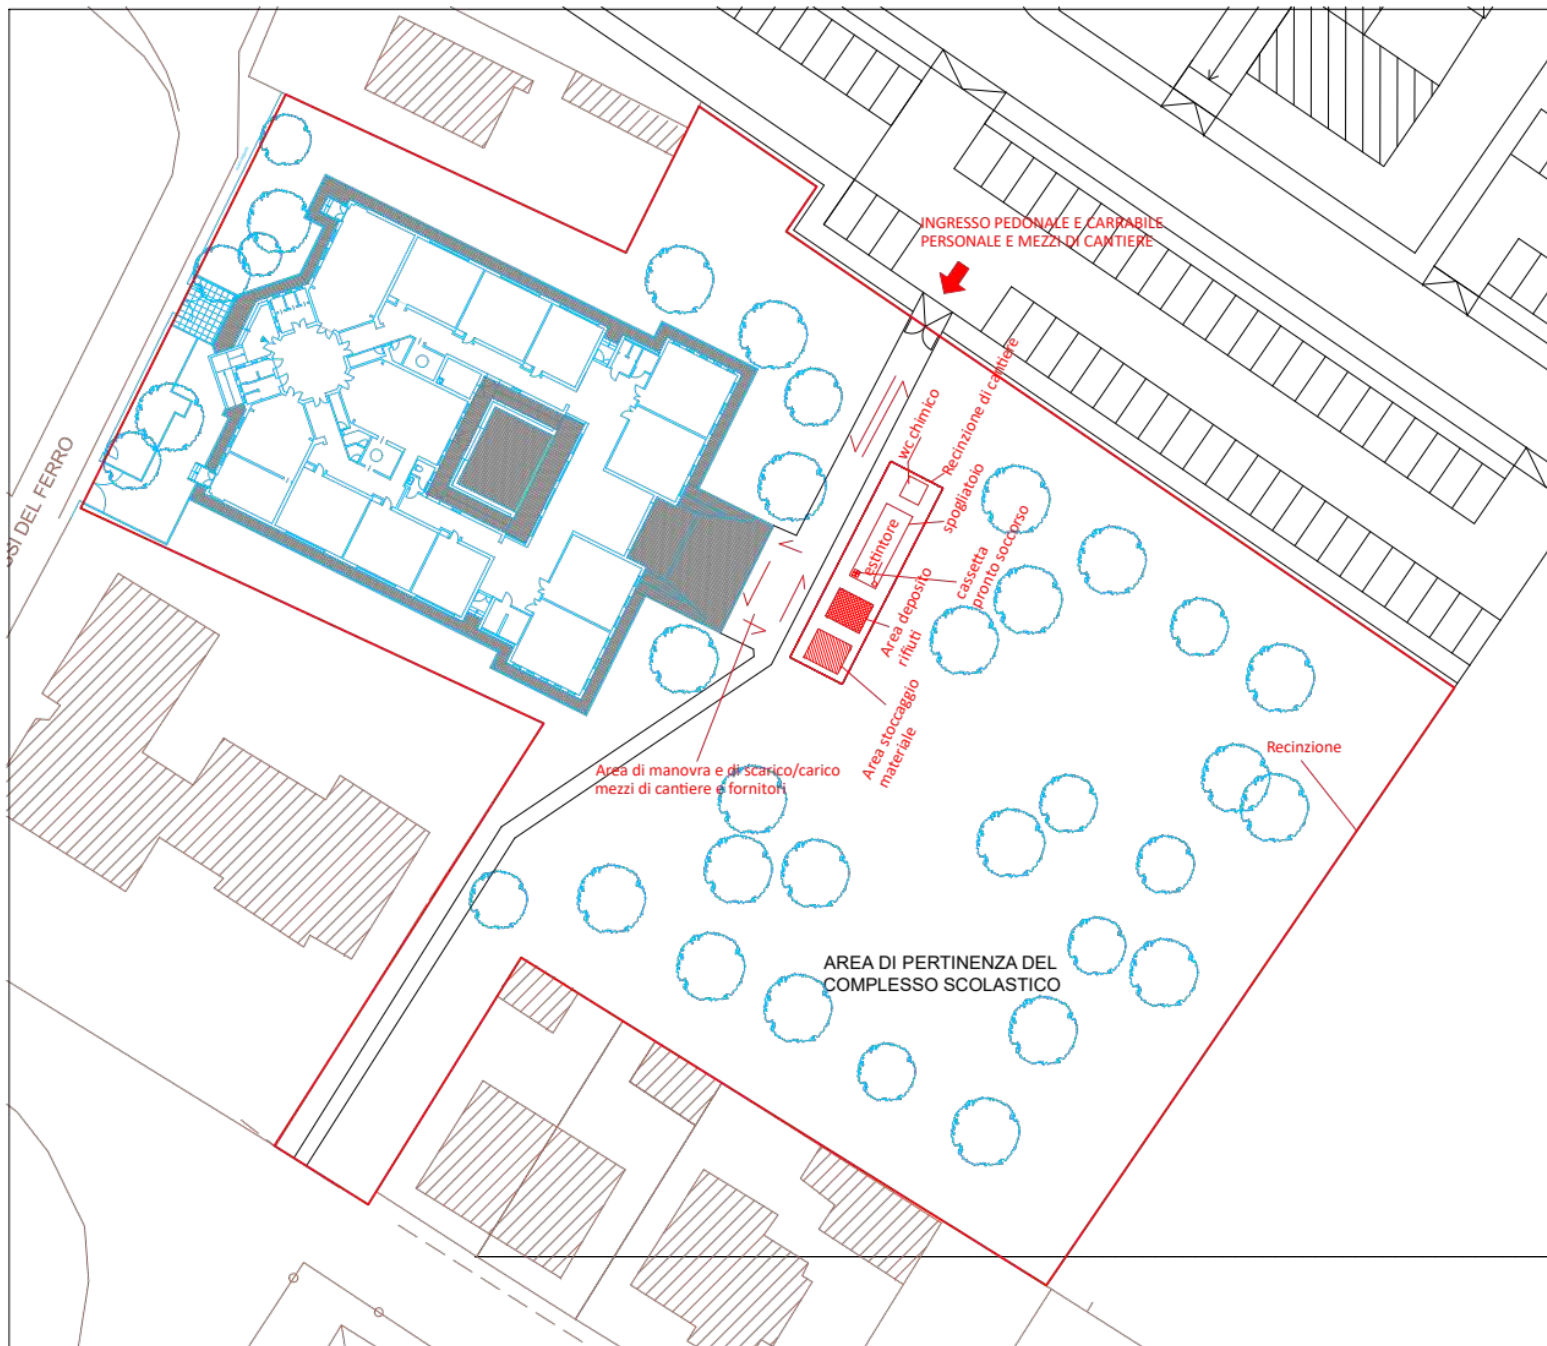 INGRESSO PEDONALE E CARRABILE
PERSONALE E MEZZI DI CANTIERE
wc chimico
Recinzione di cantiere
spogliatoio
estintore
cassetta
pronto soccorso
Area deposito
rifiuti
Area stoccaggio
materiale
Area di manovra e di scarico/carico
mezzi di cantiere e fornitori
Recinzione
AREA DI PERTINENZA DEL
COMPLESSO SCOLASTICO
DEL FERRO